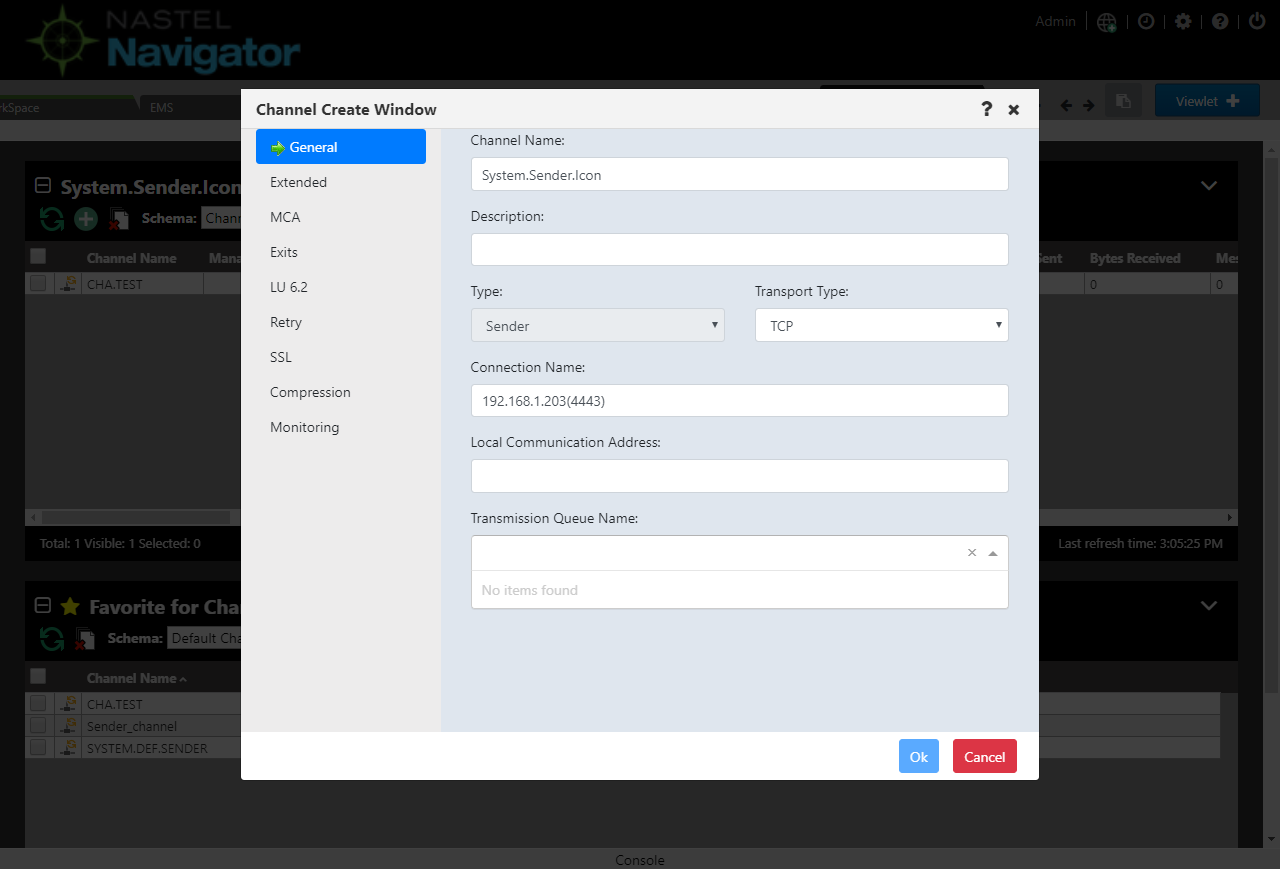 NASTEL
Navigator
Admin
rkSpace
EMS
Viewlet
Channel Create Window
General
Extended
MCA
Exits
LU 6.2
Retry
SSL
Compression
Monitoring
Channel Name:
System.Sender.Icon
Description:
Type:
Transport Type:
Sender
TCP
Connection Name:
192.168.1.203(4443)
Local Communication Address:
Transmission Queue Name:
No items found
Ok
Cancel
System.Sender.Icon
Schema: Chann
Channel Name Mana
Sent Bytes Received Mes
CHA.TEST
0 0
Total: 1 Visible: 1 Selected: 0
Last refresh time: 3:05:25 PM
Favorite for Cha
Schema: Default Cha
Channel Name
CHA.TEST
Sender_channel
SYSTEM.DEF.SENDER
Console